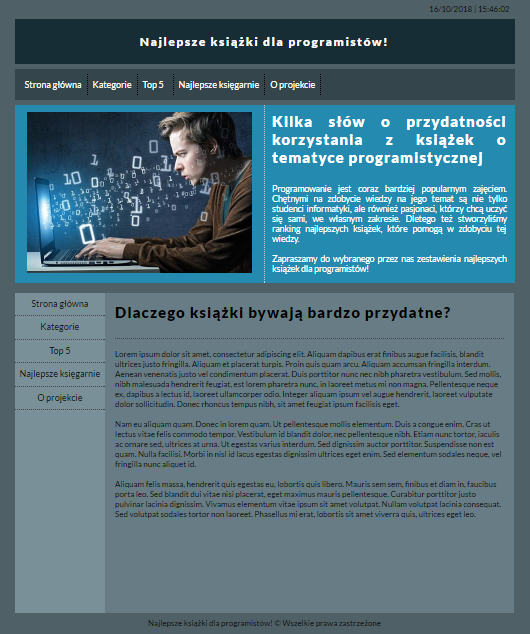 16/10/2018 | 15:46:02
Najlepsze książki dla programistów!
Strona główna Kategorie Top 5 Najlepsze księgarnie O projekcie
Kilka słów o przydatności
korzystania z książek o
tematyce programistycznej
Programowanie jest coraz bardziej popularnym zajęciem.
Chętnymi na zdobycie wiedzy na jego temat są nie tylko
studenci informatyki, ale również pasjonaci, którzy chcą uczyć
się sami, we własnym zakresie. Dlatego też stworzyliśmy
ranking najlepszych książek, które pomogą w zdobyciu tej
wiedzy.
Zapraszamy do wybranego przez nas zestawienia najlepszych
książek dla programistów!
Strona główna
Kategorie
Top 5
Najlepsze księgarnie
O projekcie
Dlaczego książki bywają bardzo przydatne?
Lorem ipsum dolor sit amet, consectetur adipiscing elit. Aliquam dapibus erat finibus augue facilisis, blandit
ultrices justo fringilla. Aliquam et placerat turpis. Proin quis quam arcu. Aliquam accumsan fringilla interdum.
Aenean venenatis justo vel condimentum placerat. Duis porttitor nunc nec nibh pharetra vestibulum. Sed mollis,
nibh malesuada hendrerit feugiat, est lorem pharetra nunc, in laoreet metus mi non magna. Pellentesque neque
ex, dapibus a lectus id, laoreet ullamcorper odio. Integer aliquam ipsum vel augue hendrerit, laoreet vulputate
dolor sollicitudin. Donec rhoncus tempus nibh, sit amet feugiat ipsum facilisis eget.
Nam eu aliquam quam. Donec in lorem quam. Ut pellentesque mollis elementum. Duis a congue enim. Cras ut
lectus vitae felis commodo tempor. Vestibulum id blandit dolor, nec pellentesque nibh. Etiam nunc tortor, iaculis
ac ornare sed, ultrices at urna. Ut egestas varius interdum. Sed dignissim auctor porttitor. Suspendisse non est
quam. Nulla facilisi. Morbi in nisl id lacus egestas dignissim ultrices eget enim. Sed elementum sodales neque, vel
fringilla nunc aliquet id.
Aliquam felis massa, hendrerit quis egestas eu, lobortis quis libero. Mauris sem sem, finibus et diam in, faucibus
porta leo. Sed blandit dui vitae nisi placerat, eget maximus mauris pellentesque. Curabitur porttitor justo
pulvinar lacinia dignissim. Vivamus elementum vitae ipsum sit amet volutpat. Nullam volutpat lacinia consequat.
Sed volutpat sodales tortor non laoreet. Phasellus mi erat, lobortis sit amet viverra quis, ultrices eget leo.
Najlepsze książki dla programistów! © Wszelkie prawa zastrzeżone